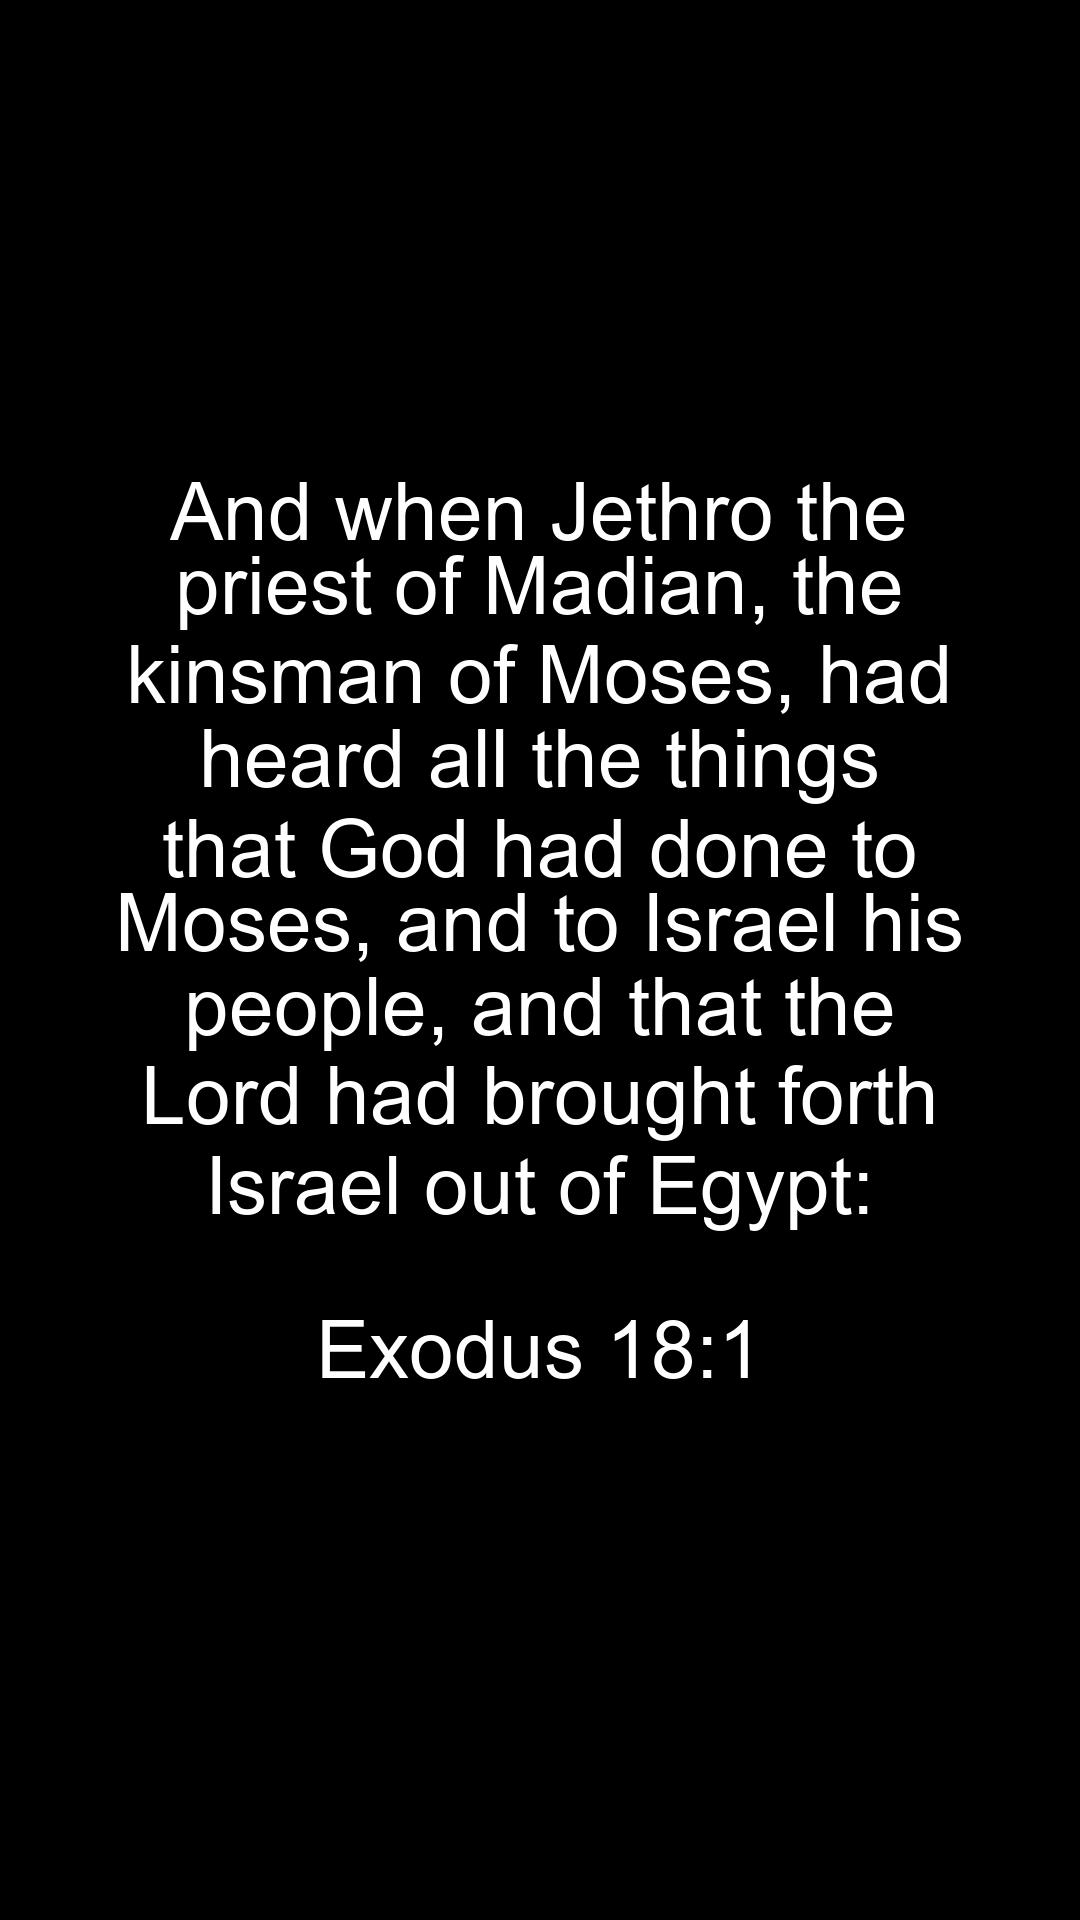 And when Jethro the
priest of Madian, the
kinsman of Moses, had
heard all the things
that God had done to
Moses, and to Israel his
people, and that the
Lord had brought forth
Israel out of Egypt:
Exodus 18:1